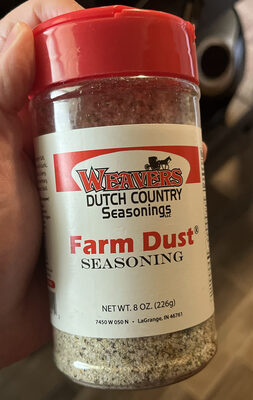 WEAVERS
DUTCH COUNTRY
Seasonings
Farm Dust®
SEASONING
NET WT. 8 OZ. (226g)
7450 W 050 N • LaGrange, IN 46761